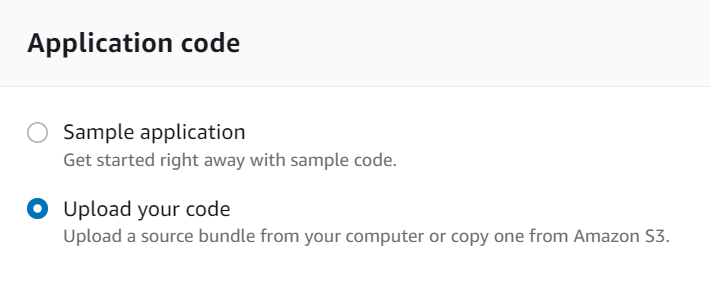 Application code
Sample application
Get started right away with sample code.
Upload your code
Upload a source bundle from your computer or copy one from Amazon S3.